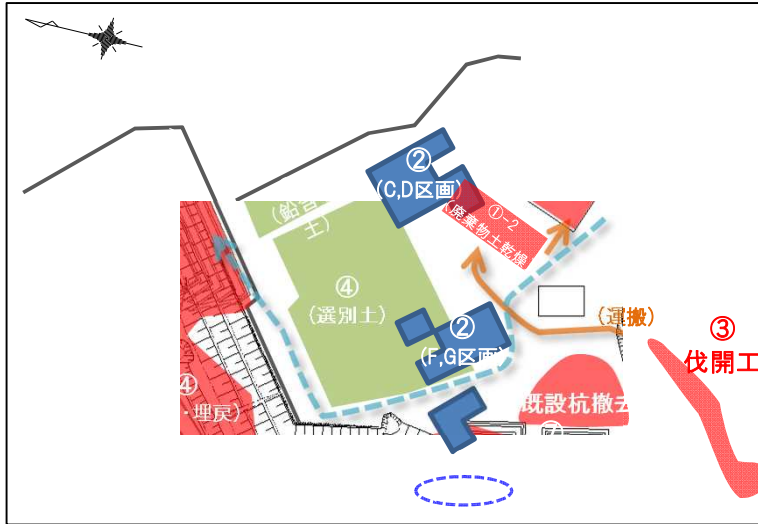 ②
(C,D区画)
①-2
(廃棄物土乾燥
土)
④
(選別土)
②
(F,G区画)
(運搬)
③
伐開工
④
・埋戻)
既設杭撤去